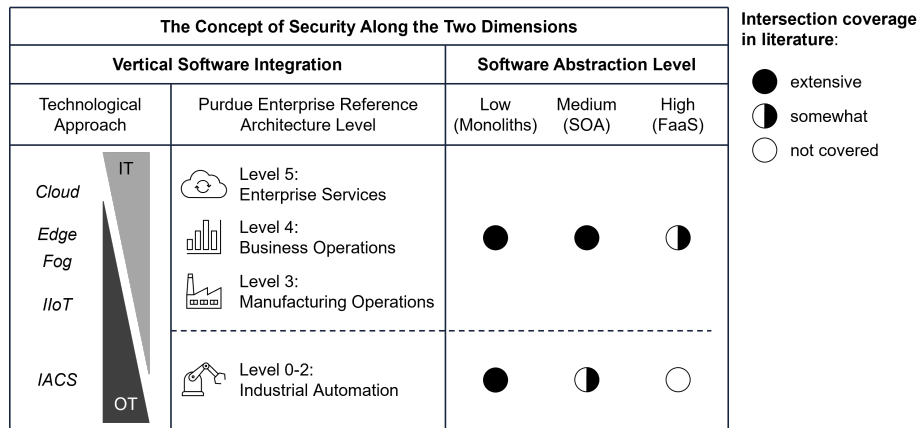 The Concept of Security Along the Two Dimensions
Vertical Software Integration
Software Abstraction Level
Technological
Approach
Purdue Enterprise Reference
Architecture Level
Low
(Monoliths)
Medium
(SOA)
High
(FaaS)
IT
Cloud
Edge
Fog
IIoT
IACS
OT
Level 5:
Enterprise Services
Level 4:
Business Operations
Level 3:
Manufacturing Operations
Level 0-2:
Industrial Automation
Intersection coverage
in literature:
extensive
somewhat
not covered